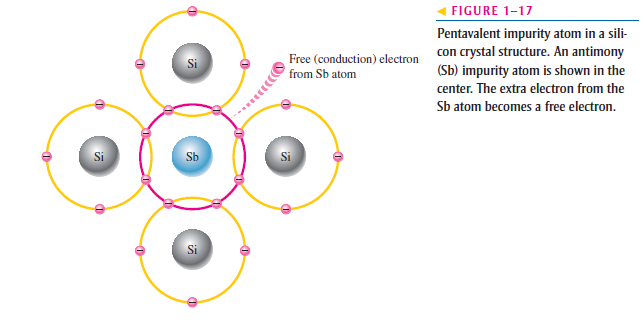 ◄ FIGURE 1–17
Pentavalent impurity atom in a sili-
con crystal structure. An antimony
(Sb) impurity atom is shown in the
center. The extra electron from the
Sb atom becomes a free electron.
Free (conduction) electron
from Sb atom
Si
Si
Sb
Si
Si